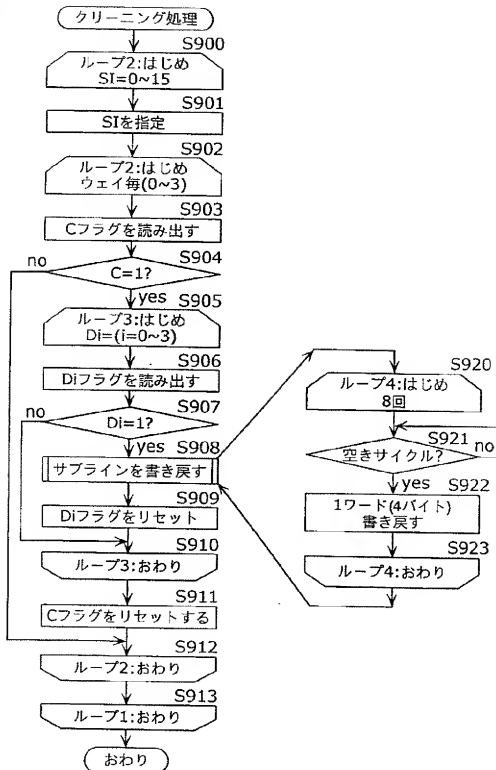 クリーニング処理
S900
ループ2:はじめ
SI=0~15
S901
SIを指定
S902
ループ2:はじめ
ウェイ毎(0~3)
S903
Cフラグを読み出す
S904
no
C=1?
yes
S905
ループ3:はじめ
Di=(i=0~3)
S906
Diフラグを読み出す
S907
no
Di=1?
yes
S908
サブラインを書き戻す
S909
Diフラグをリセット
S910
ループ3:おわり
S911
Cフラグをリセットする
S912
ループ2:おわり
S913
ループ1:おわり
おわり
S920
ループ4:はじめ
8回
S921
空きサイクル?
no
yes
S922
1ワード(4バイト)
書き戻す
S923
ループ4:おわり